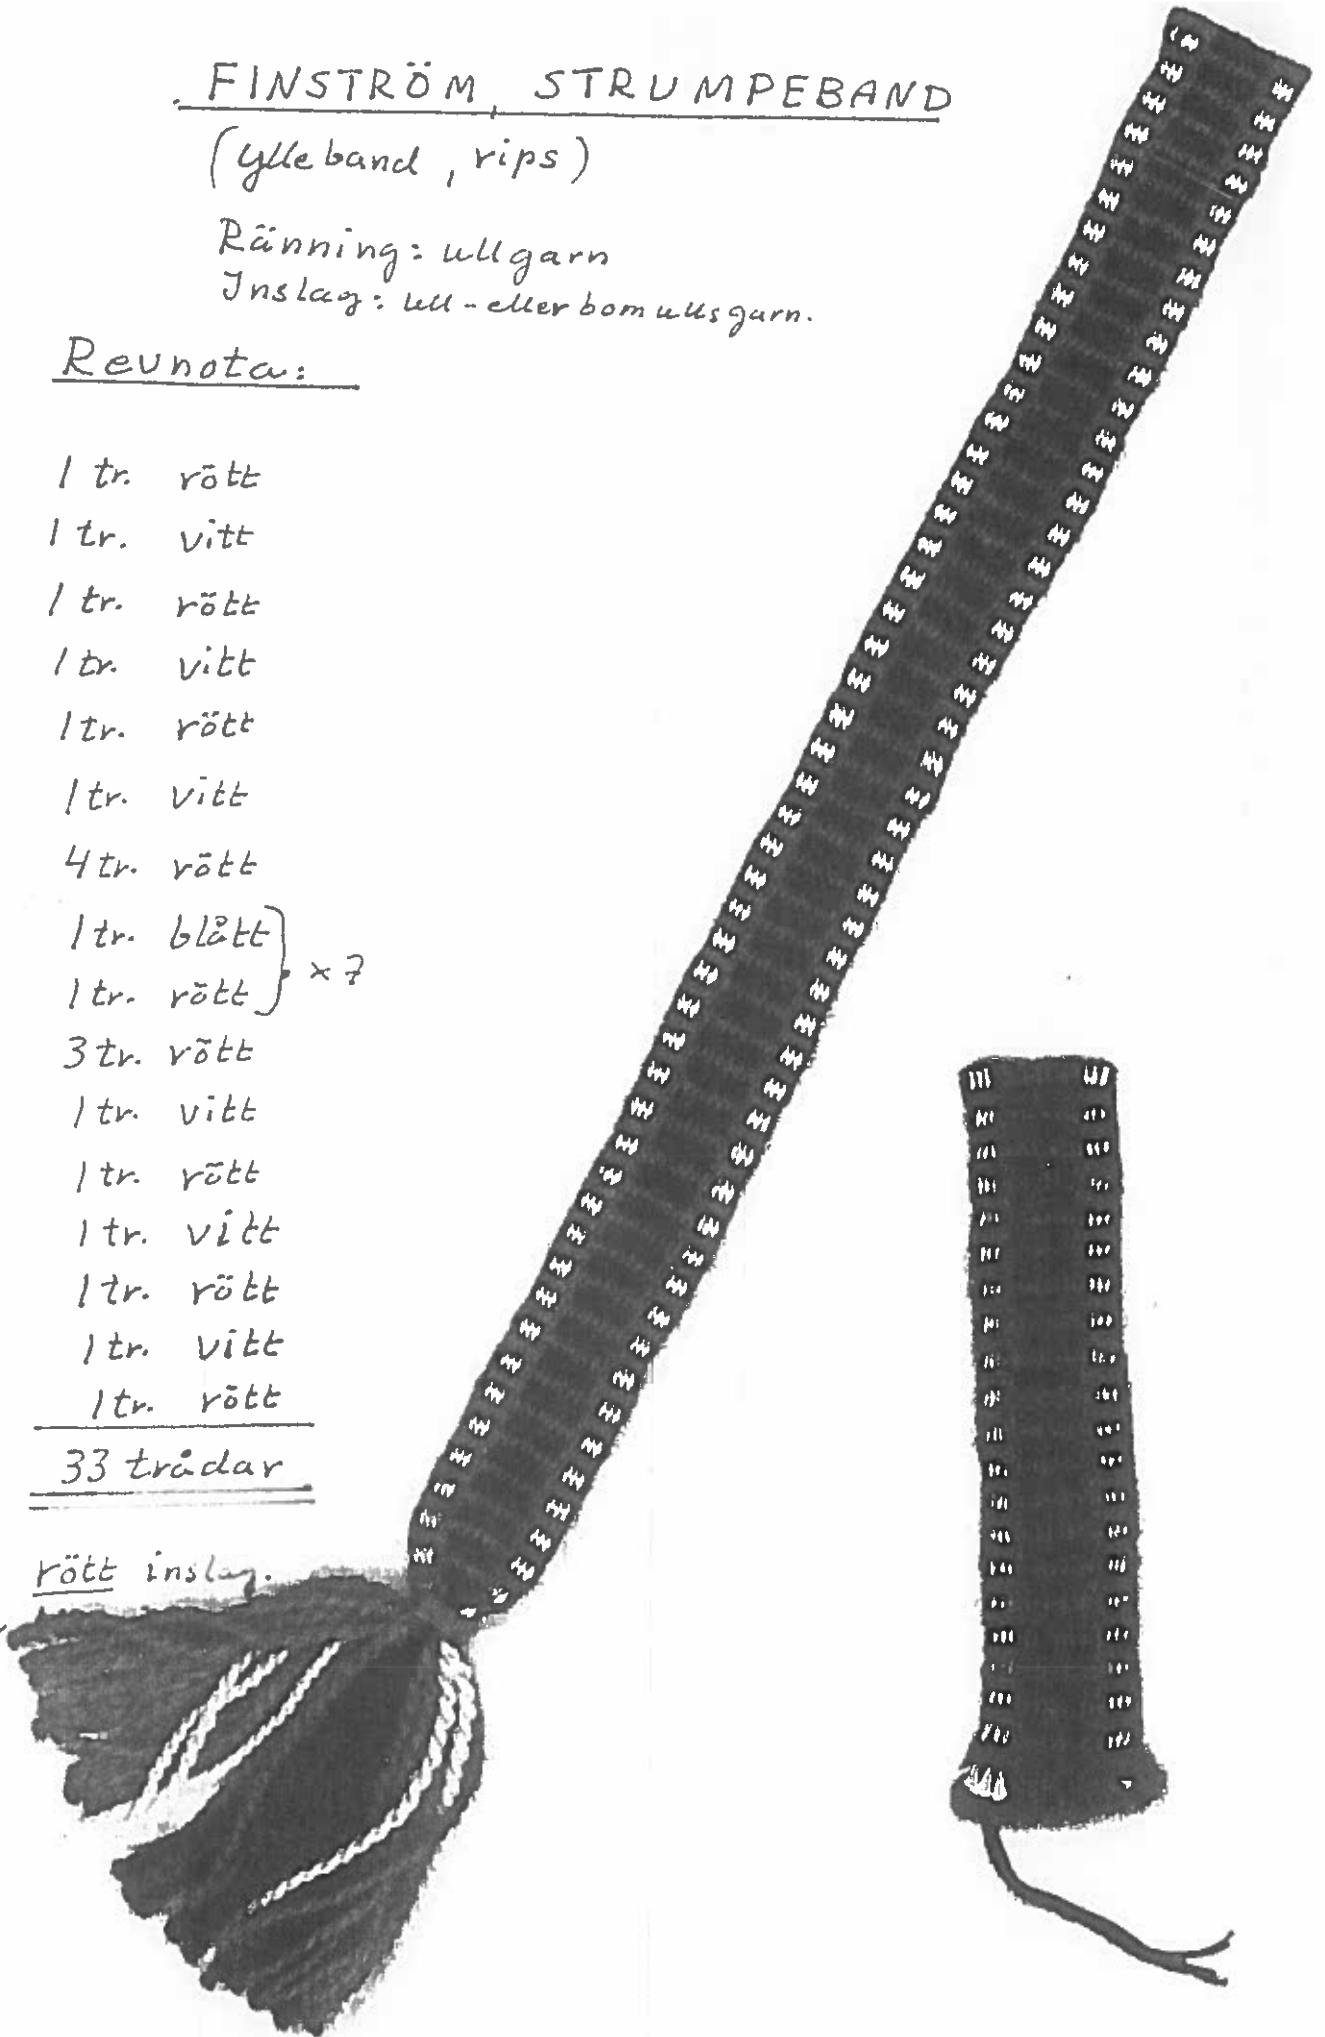 FINSTRÖM, STRUMPEBAND
(ylleband, rips)
Ränning: ullgarn
Inslag: ull- eller bomullsgarn.
Revnota:
1 tr. rött
1 tr. vitt
1 tr. rött
1 tr. vitt
1 tr. rött
1 tr. vitt
4 tr. rött
1 tr. blått
1 tr. rött } x 7
3 tr. rött
1 tr. vitt
1 tr. rött
1 tr. vitt
1 tr. rött
1 tr. vitt
1 tr. rött
33 trådar
rött inslag.